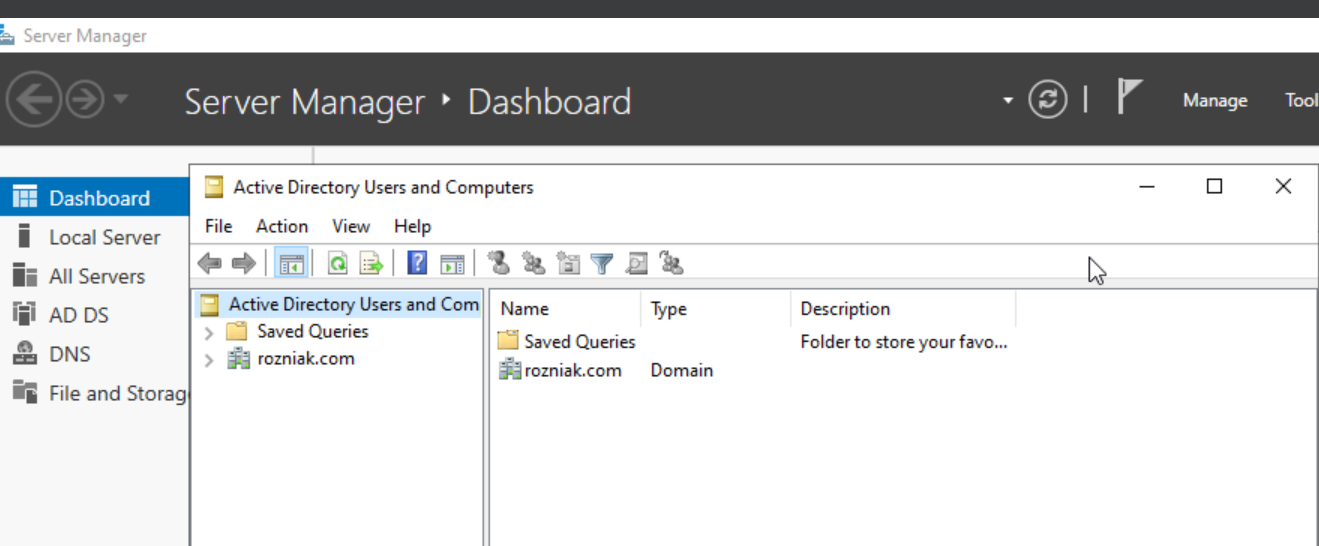 Server Manager
Server Manager Dashboard
Manage
Tool
Dashboard
Local Server
All Servers
AD DS
DNS
File and Storag
Active Directory Users and Computers
File Action View Help
Active Directory Users and Com
Saved Queries
rozniak.com
Name Type Description
Saved Queries Folder to store your favo...
rozniak.com Domain